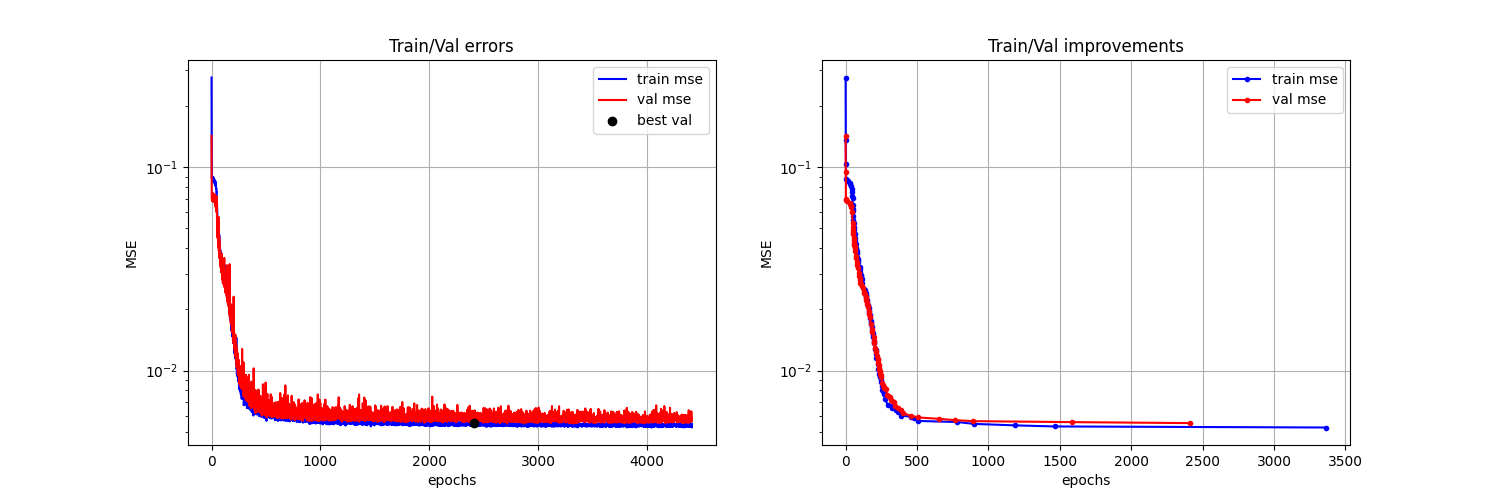 Train/Val errors
train mse
val mse
best val
10⁻¹
10⁻²
MSE
0
1000
2000
3000
4000
epochs
Train/Val improvements
train mse
val mse
10⁻¹
10⁻²
MSE
0
500
1000
1500
2000
2500
3000
3500
epochs